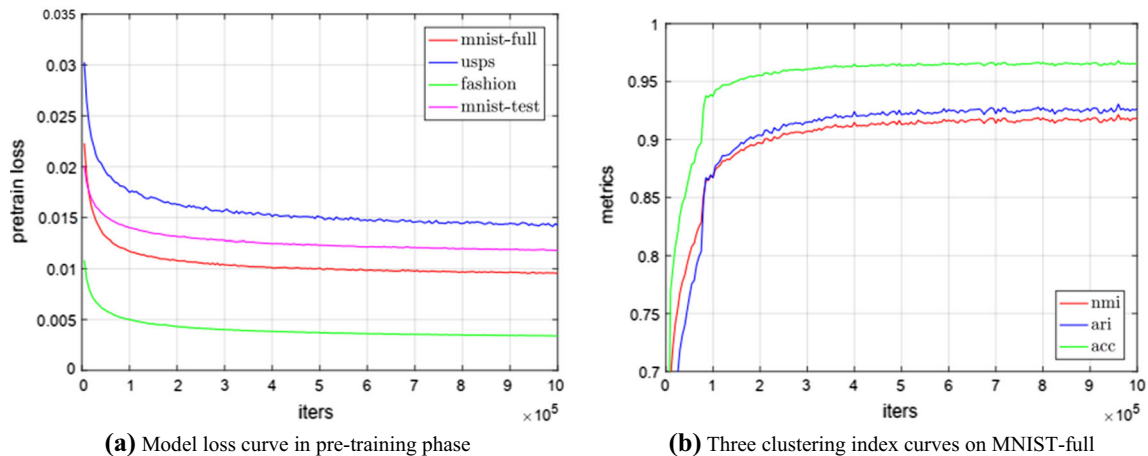 0.035
0.03
0.025
0.02
0.015
0.01
0.005
0
pretrain loss
mnist-full
usps
fashion
mnist-test
0 1 2 3 4 5 6 7 8 9 10
iters
×10⁵
(a) Model loss curve in pre-training phase
1
0.95
0.9
0.85
0.8
0.75
0.7
metrics
nmi
ari
acc
0 1 2 3 4 5 6 7 8 9 10
iters
×10⁵
(b) Three clustering index curves on MNIST-full